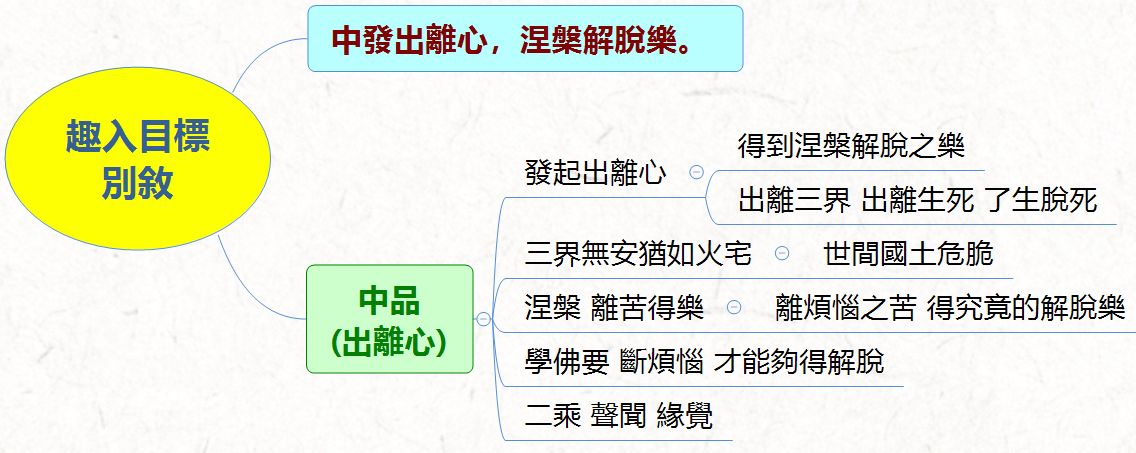 趣入目標
別敘
中發出離心，涅槃解脫樂。
中品
(出離心)
發起出離心
得到涅槃解脫之樂
出離三界 出離生死 了生脫死
三界無安猶如火宅
世間國土危脆
涅槃 離苦得樂
離煩惱之苦 得究竟的解脫樂
學佛要 斷煩惱 才能夠得解脫
二乘 聲聞 緣覺